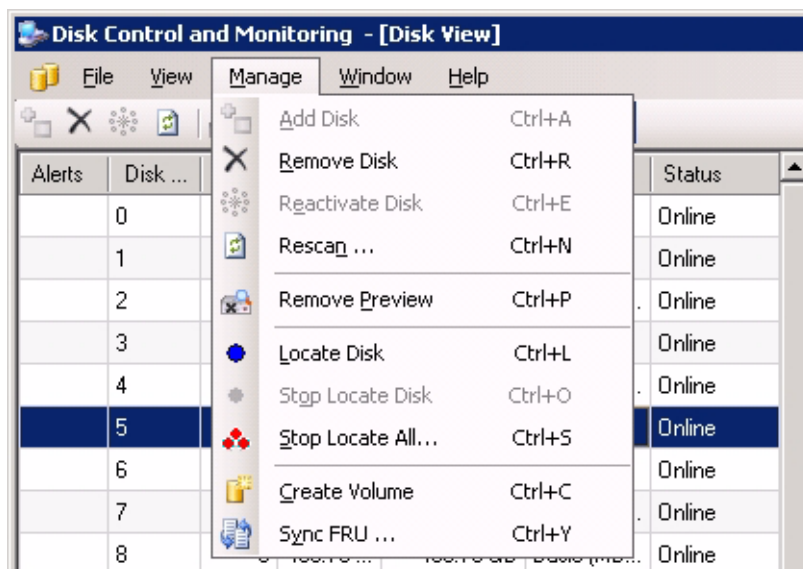 Disk Control and Monitoring - [Disk View]
File View Manage Window Help
Add Disk Ctrl+A
Remove Disk Ctrl+R
Reactivate Disk Ctrl+E
Rescan ... Ctrl+N
Remove Preview Ctrl+P
Locate Disk Ctrl+L
Stop Locate Disk Ctrl+O
Stop Locate All... Ctrl+S
Create Volume Ctrl+C
Sync FRU ... Ctrl+Y
Alerts Disk ... Status
0 Online
1 Online
2 Online
3 Online
4 Online
5 Online
6 Online
7 Online
8 Online